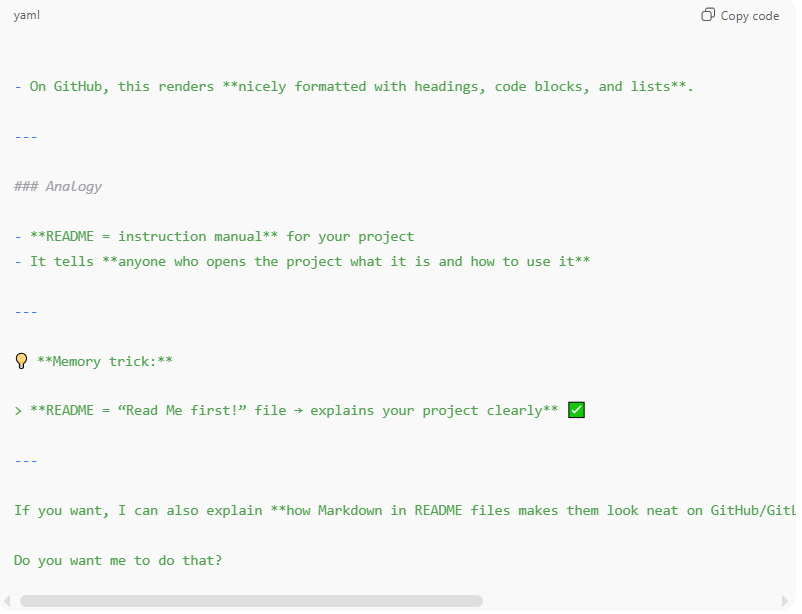 yaml
Copy code
- On GitHub, this renders **nicely formatted with headings, code blocks, and lists**.
---
### Analogy
- **README = instruction manual** for your project
- It tells **anyone who opens the project what it is and how to use it**
---
💡 **Memory trick:**
> **README = “Read Me first!” file → explains your project clearly** ✅
---
If you want, I can also explain **how Markdown in README files makes them look neat on GitHub/Git
Do you want me to do that?